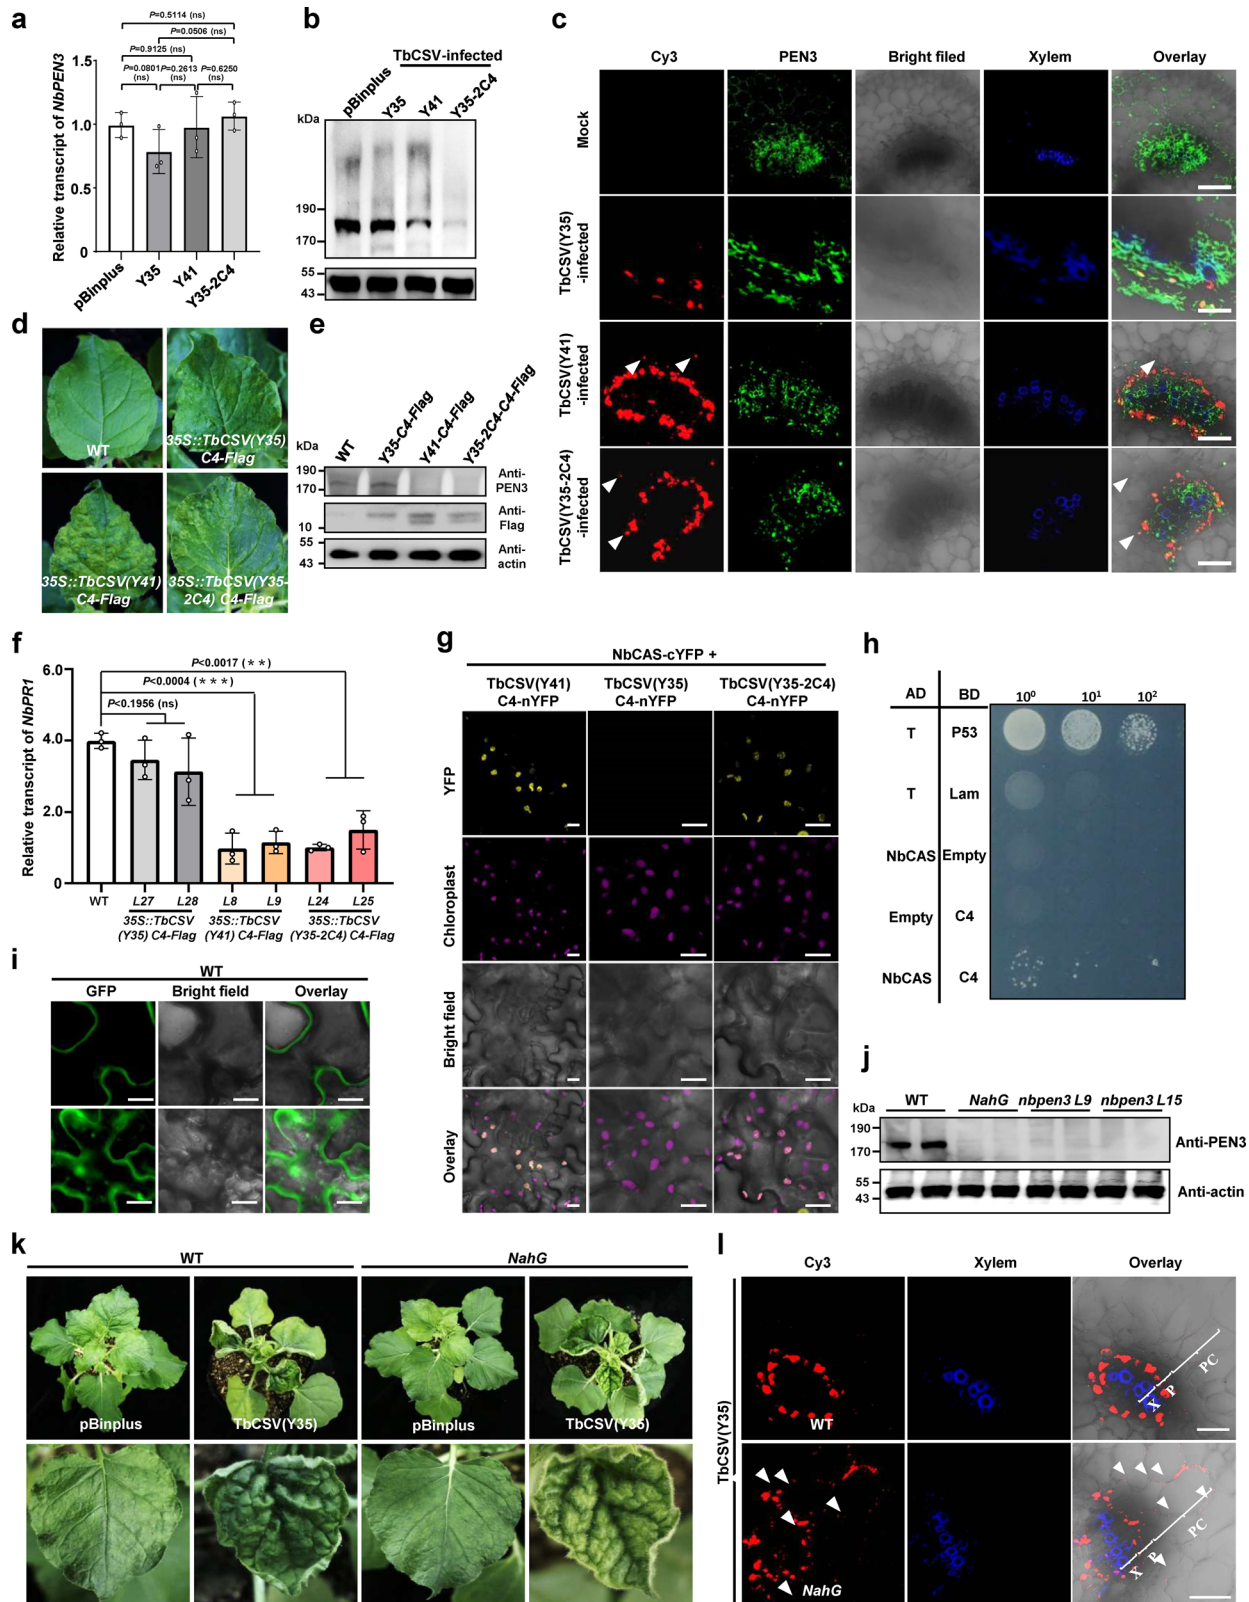 a
P=0.5114 (ns)
P=0.0506 (ns)
P=0.9125 (ns)
P=0.0801 P=0.2613 P=0.6250
(ns) (ns) (ns)
Relative transcript of NbPEN3
1.5
1.0
0.5
0
pBinplus
Y35
Y41
Y35-2C4
b
TbCSV-infected
pBinplus
Y35
Y41
Y35-2C4
kDa
190
170
55
43
c
Cy3 PEN3 Bright filed Xylem Overlay
Mock
TbCSV(Y35)
-infected
TbCSV(Y41)
-infected
TbCSV(Y35-2C4)
-infected
d
WT
35S::TbCSV(Y35)
C4-Flag
35S::TbCSV(Y41)
C4-Flag
35S::TbCSV(Y35-
2C4) C4-Flag
e
WT
Y35-C4-Flag
Y41-C4-Flag
Y35-2C4-C4-Flag
kDa
190
170
Anti-
PEN3
10
Anti-
Flag
55
43
Anti-
actin
f
P<0.0017 (**)
P<0.0004 (***)
P<0.1956 (ns)
Relative transcript of NbPR1
6.0
4.0
2.0
0
WT L27 L28 L8 L9 L24 L25
35S::TbCSV 35S::TbCSV 35S::TbCSV
(Y35) C4-Flag (Y41) C4-Flag (Y35-2C4) C4-Flag
g
NbCAS-cYFP +
TbCSV(Y41) TbCSV(Y35) TbCSV(Y35-2C4)
C4-nYFP C4-nYFP C4-nYFP
YFP
Chloroplast
Bright field
Overlay
h
AD BD 10⁰ 10¹ 10²
T P53
T Lam
NbCAS Empty
Empty C4
NbCAS C4
i
WT
GFP Bright field Overlay
j
WT NahG nbpen3 L9 nbpen3 L15
kDa
190
170
Anti-PEN3
55
43
Anti-actin
k
WT NahG
pBinplus TbCSV(Y35) pBinplus TbCSV(Y35)
l
Cy3 Xylem Overlay
TbCSV(Y35)
WT
X P PC
NahG
X P PC